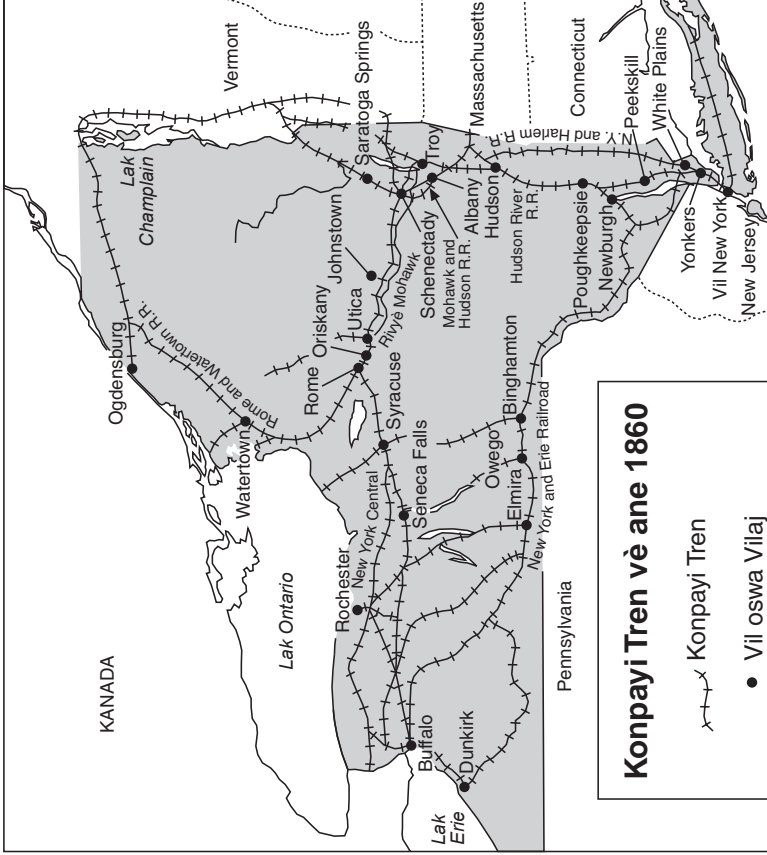 KANADA
Vermont
Lak
Champlain
Massachusetts
Connecticut
Pennsylvania
New Jersey
Lak Ontario
Lak
Erie
Ogdensburg
Rome and Watertown R.R.
Watertown
Saratoga Springs
Troy
Johnstown
Oriskany
Utica
Rome
Rivyè Mohawk
Schenectady
Mohawk and
Hudson R.R.
Albany
Hudson
Hudson River
R.R.
N.Y. and Harlem R.R.
Peekskill
White Plains
Poughkeepsie
Newburgh
Yonkers
Vil New York
Syracuse
Seneca Falls
Rochester
New York Central
Buffalo
Dunkirk
Binghamton
Owego
Elmira
New York and Erie Railroad
Konpayi Tren vè ane 1860
Konpayi Tren
Vil oswa Vilaj